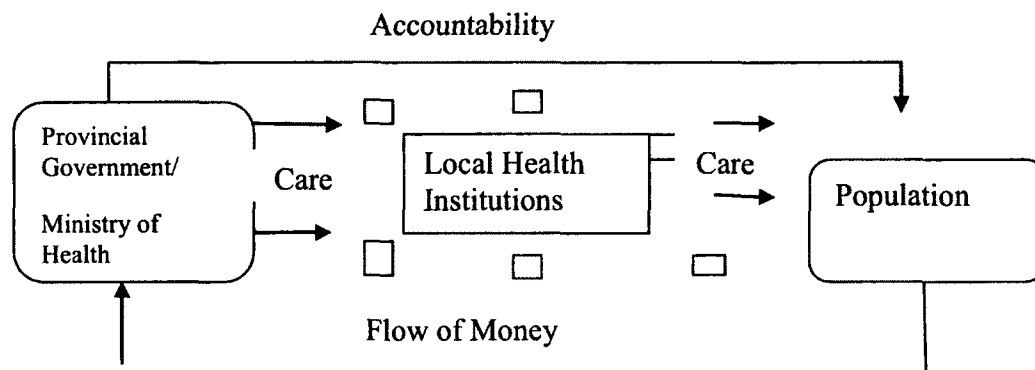 Accountability
Provincial
Government/
Ministry of
Health
Care
Local Health
Institutions
Care
Population
Flow of Money